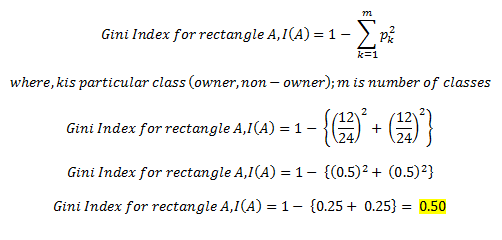 Gini Index for rectangle A,I(A) = 1 − ∑_{k=1}^{m} p_k^2
where,kis particular class (owner,non − owner);m is number of classes
Gini Index for rectangle A,I(A) = 1 − {(12/24)^2 + (12/24)^2}
Gini Index for rectangle A,I(A) = 1 − {(0.5)^2 + (0.5)^2}
Gini Index for rectangle A,I(A) = 1 − {0.25 + 0.25} = 0.50